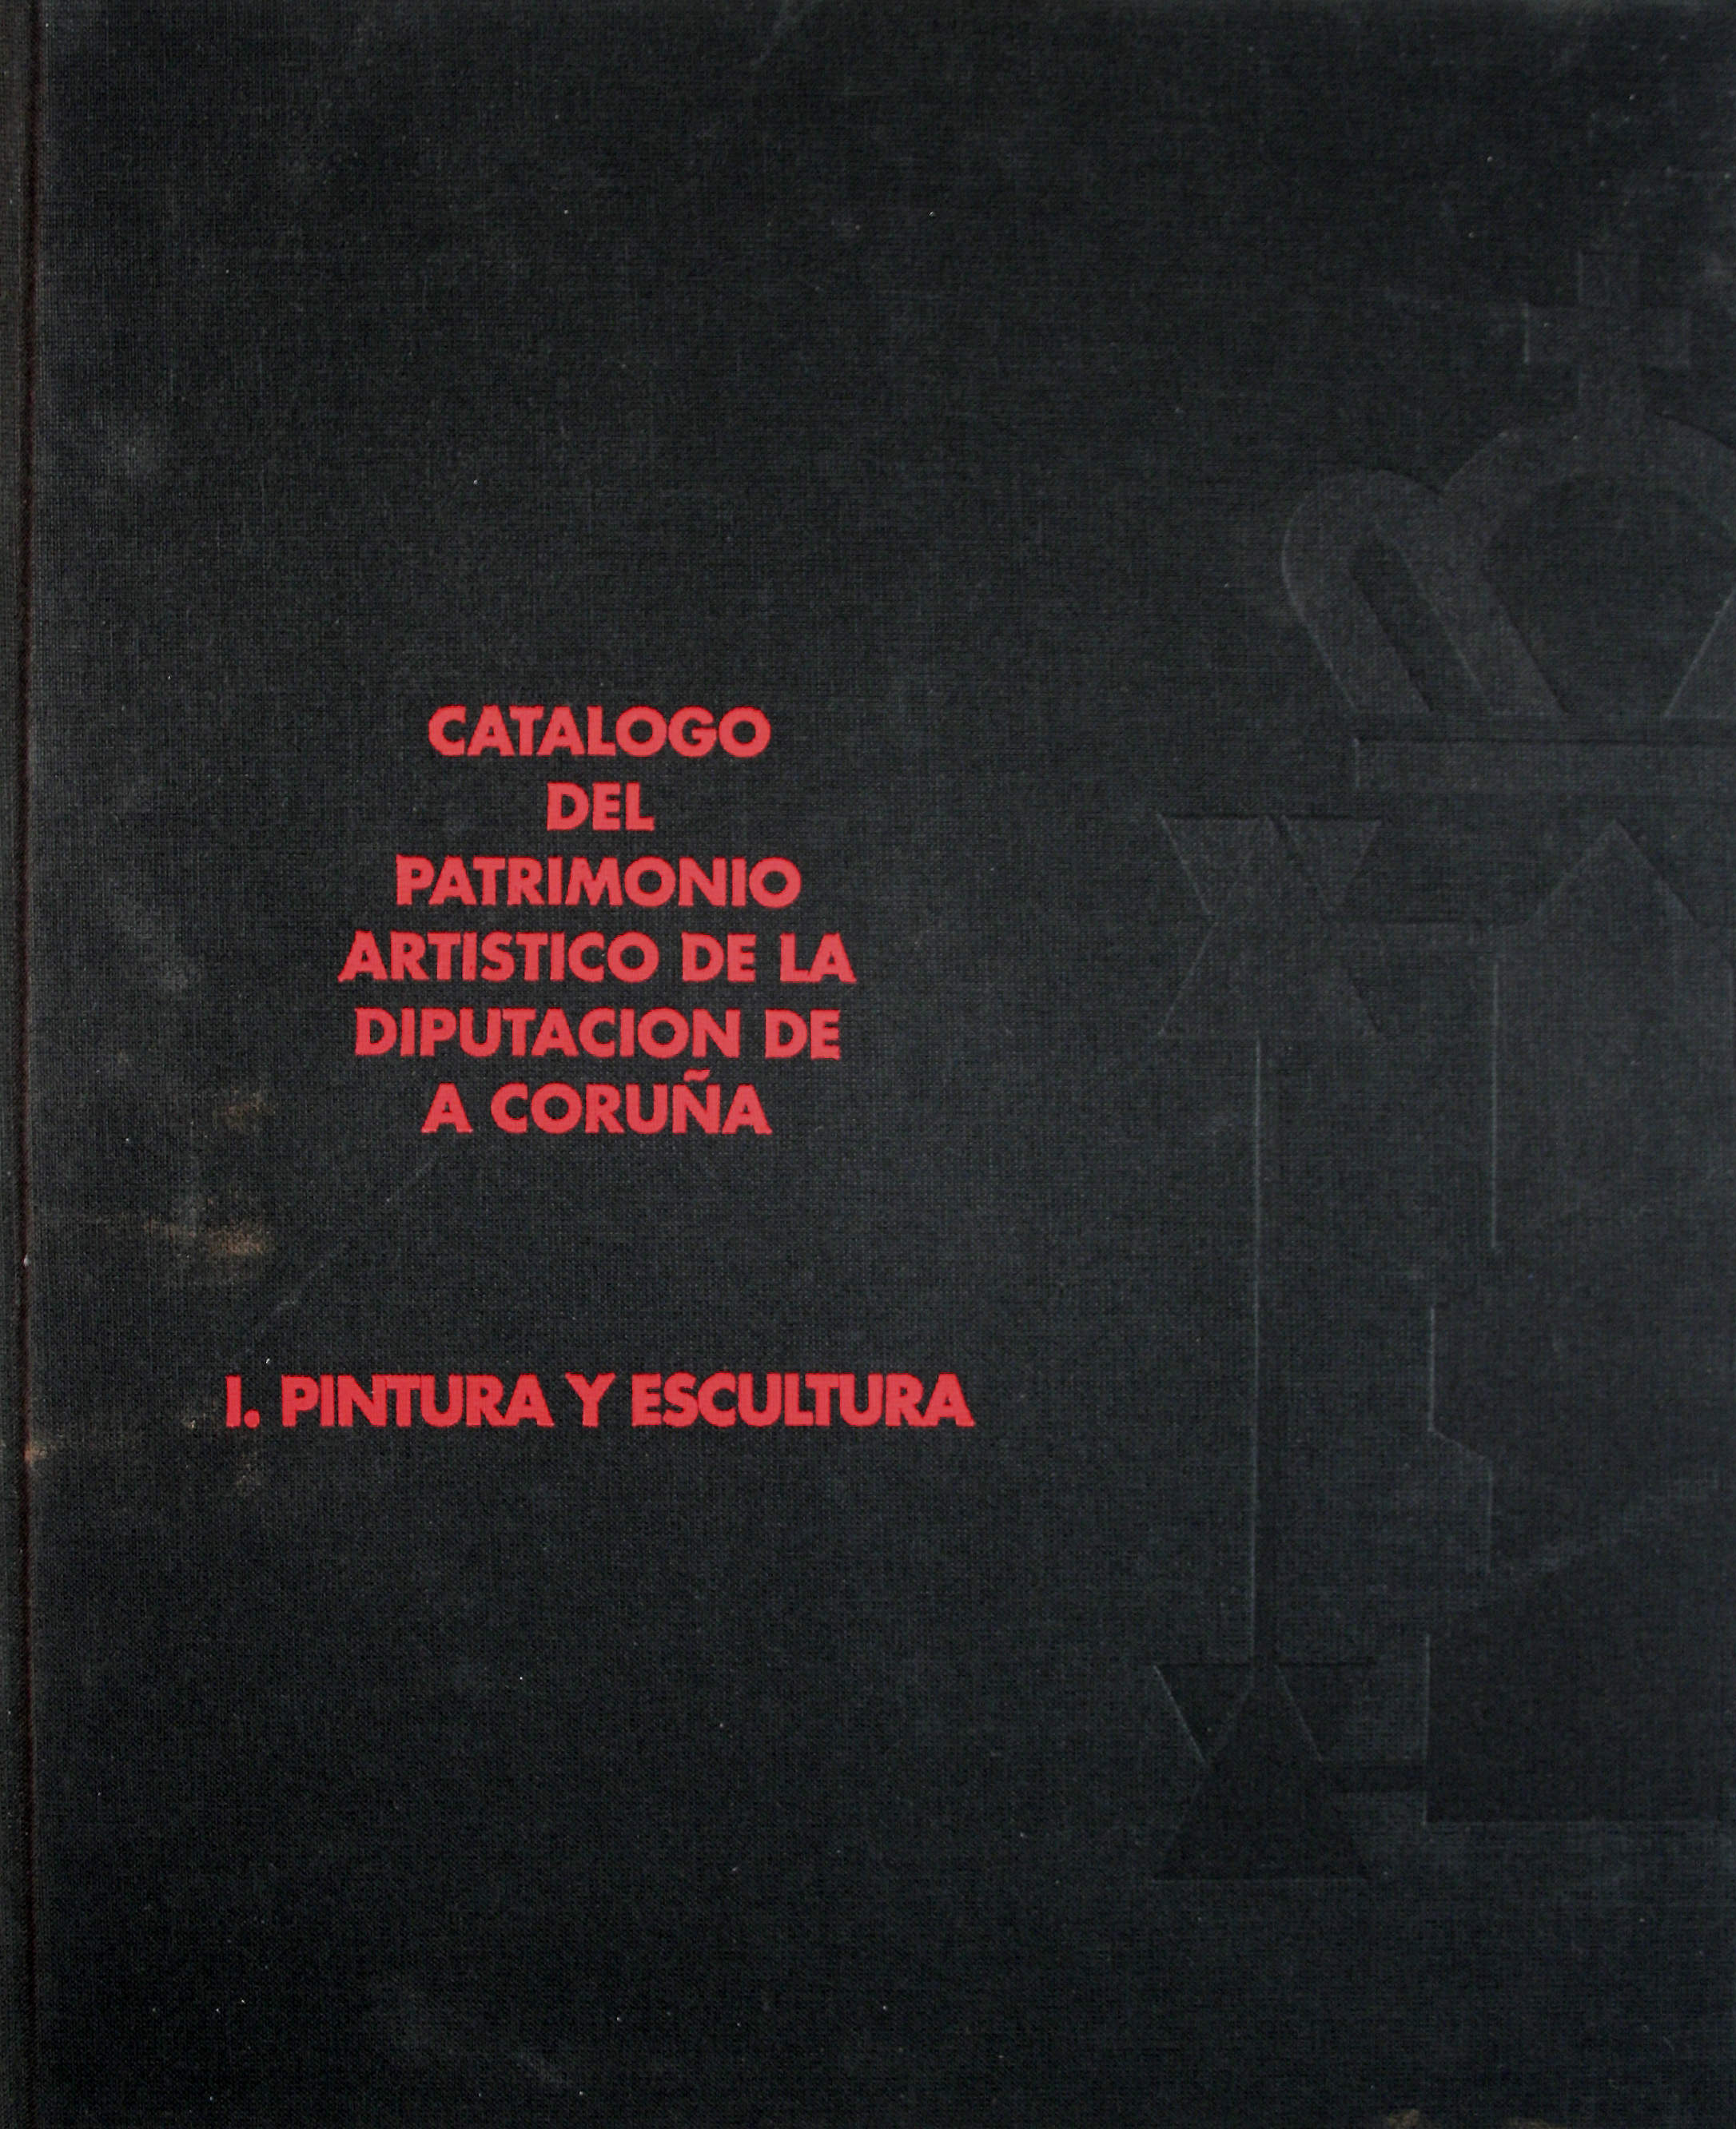 CATALOGO
DEL
PATRIMONIO
ARTISTICO DE LA
DIPUTACION DE
A CORUÑA
I. PINTURA Y ESCULTURA